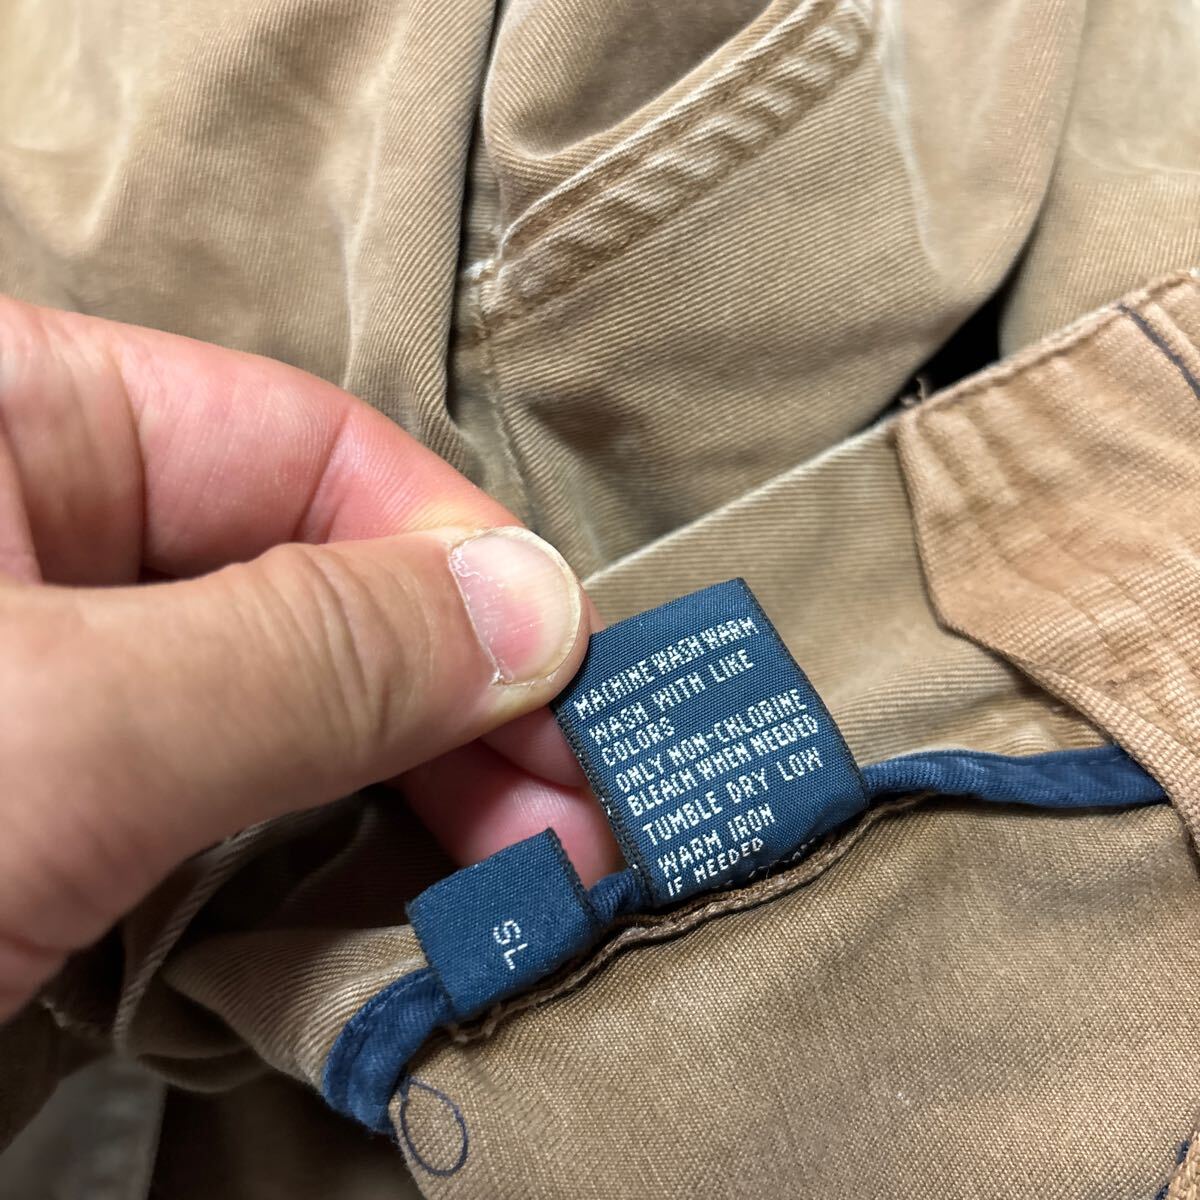 MACHINE WASH WARM
WASH WITH LIKE
COLORS
ONLY NON-CHLORINE
BLEACH WHEN NEEDED
TUMBLE DRY LOW
WARM IRON
IF NEEDED
SL